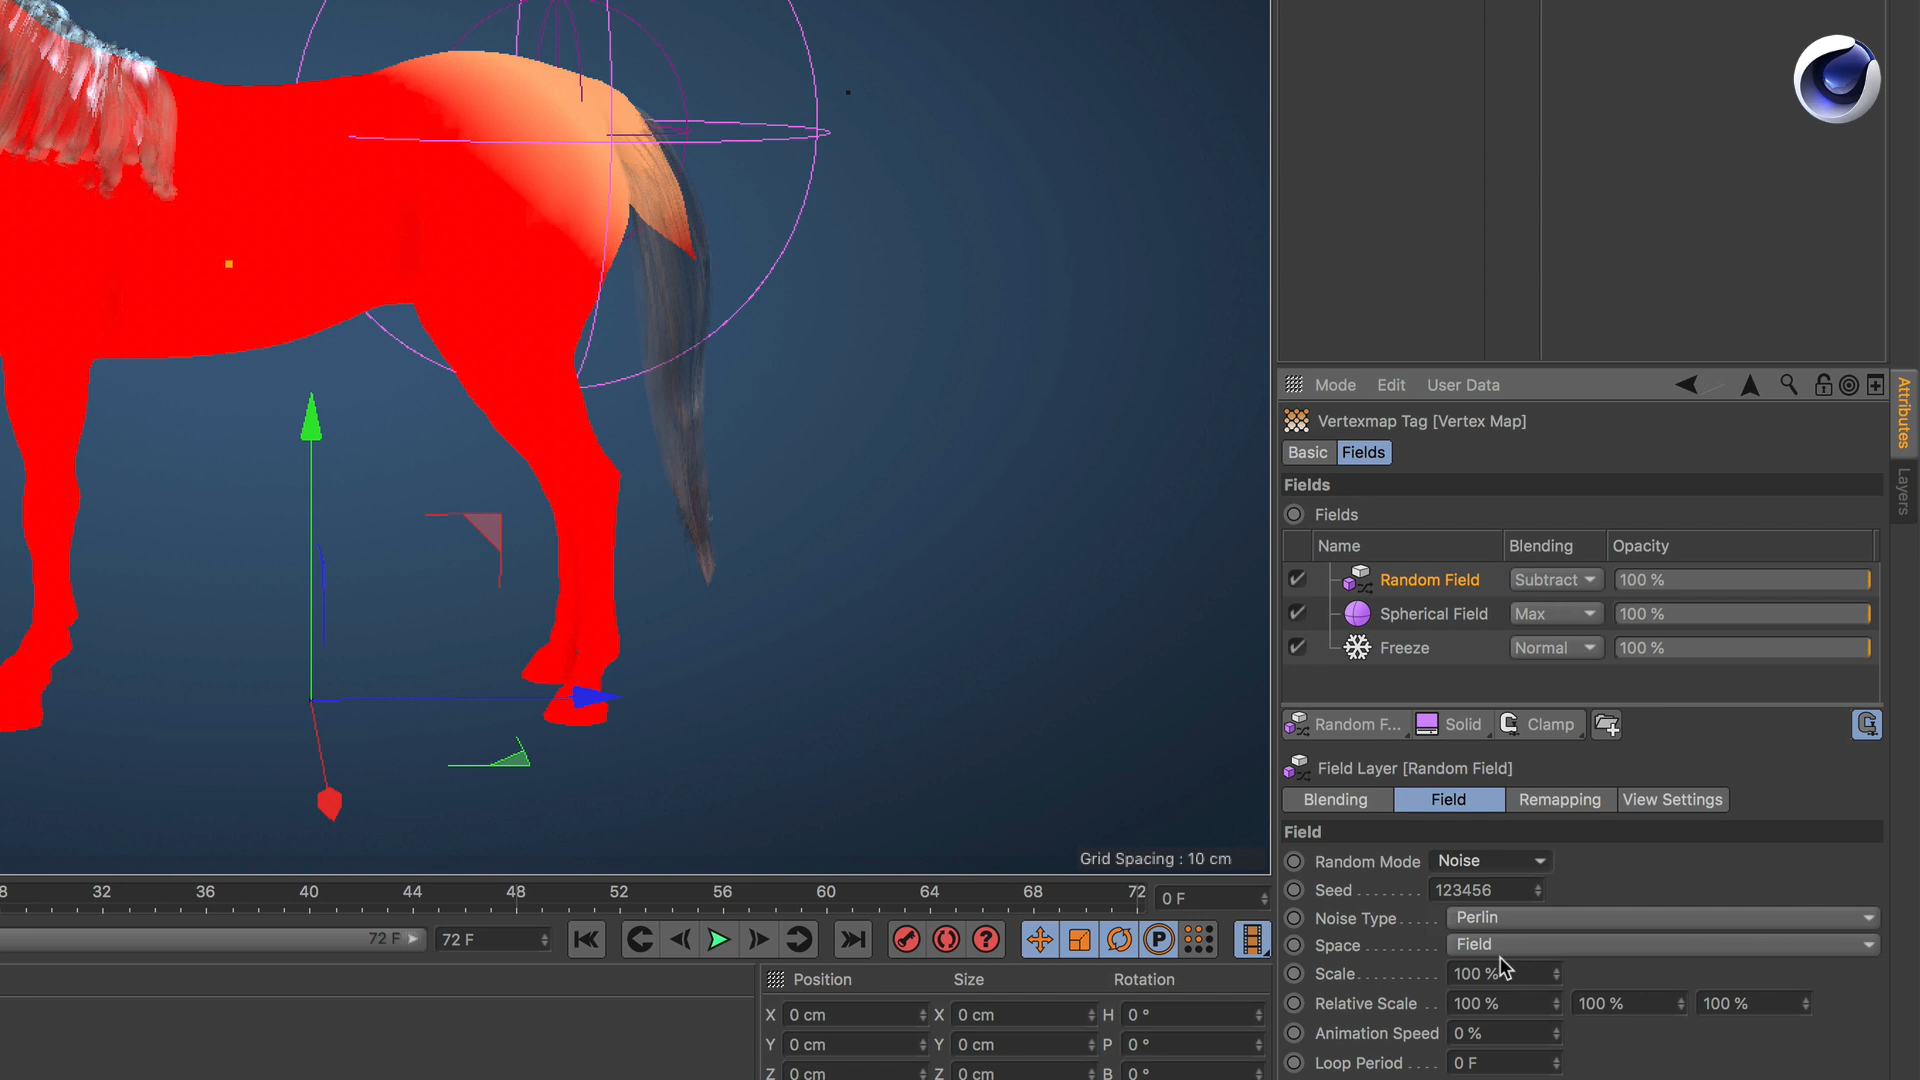 Mode Edit User Data
Attributes
Layers
Vertexmap Tag [Vertex Map]
Basic Fields
Fields
Fields
Name Blending Opacity
Random Field Subtract 100 %
Spherical Field Max 100 %
Freeze Normal 100 %
Random F... Solid Clamp
Field Layer [Random Field]
Blending Field Remapping View Settings
Field
Random Mode Noise
Seed ........ 123456
Noise Type ..... Perlin
Space ......... Field
Scale .......... 100 %
Relative Scale .. 100 % 100 % 100 %
Animation Speed 0 %
Loop Period .... 0 F
Grid Spacing : 10 cm
8 32 36 40 44 48 52 56 60 64 68 72 0 F
72 F 72 F
P
Position Size Rotation
X 0 cm X 0 cm H 0 °
Y 0 cm Y 0 cm P 0 °
Z 0 cm Z 0 cm B 0 °